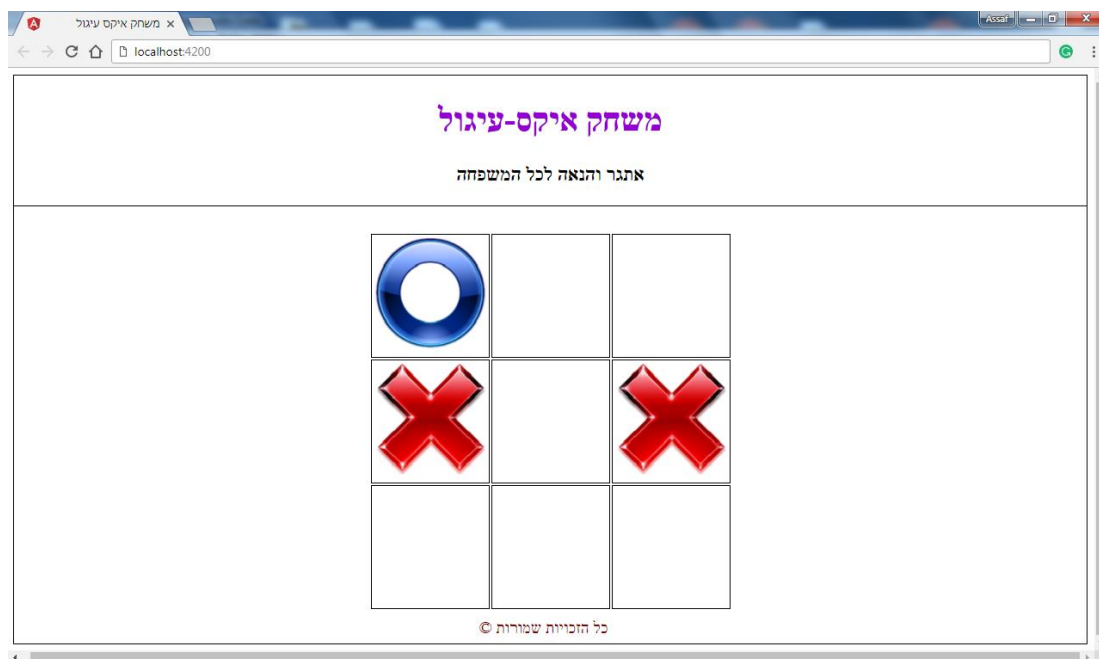 משחק איקס עיגול
Assaf
localhost:4200
משחק איקס-עיגול
אתגר והנאה לכל המשפחה
כל הזכויות שמורות ©